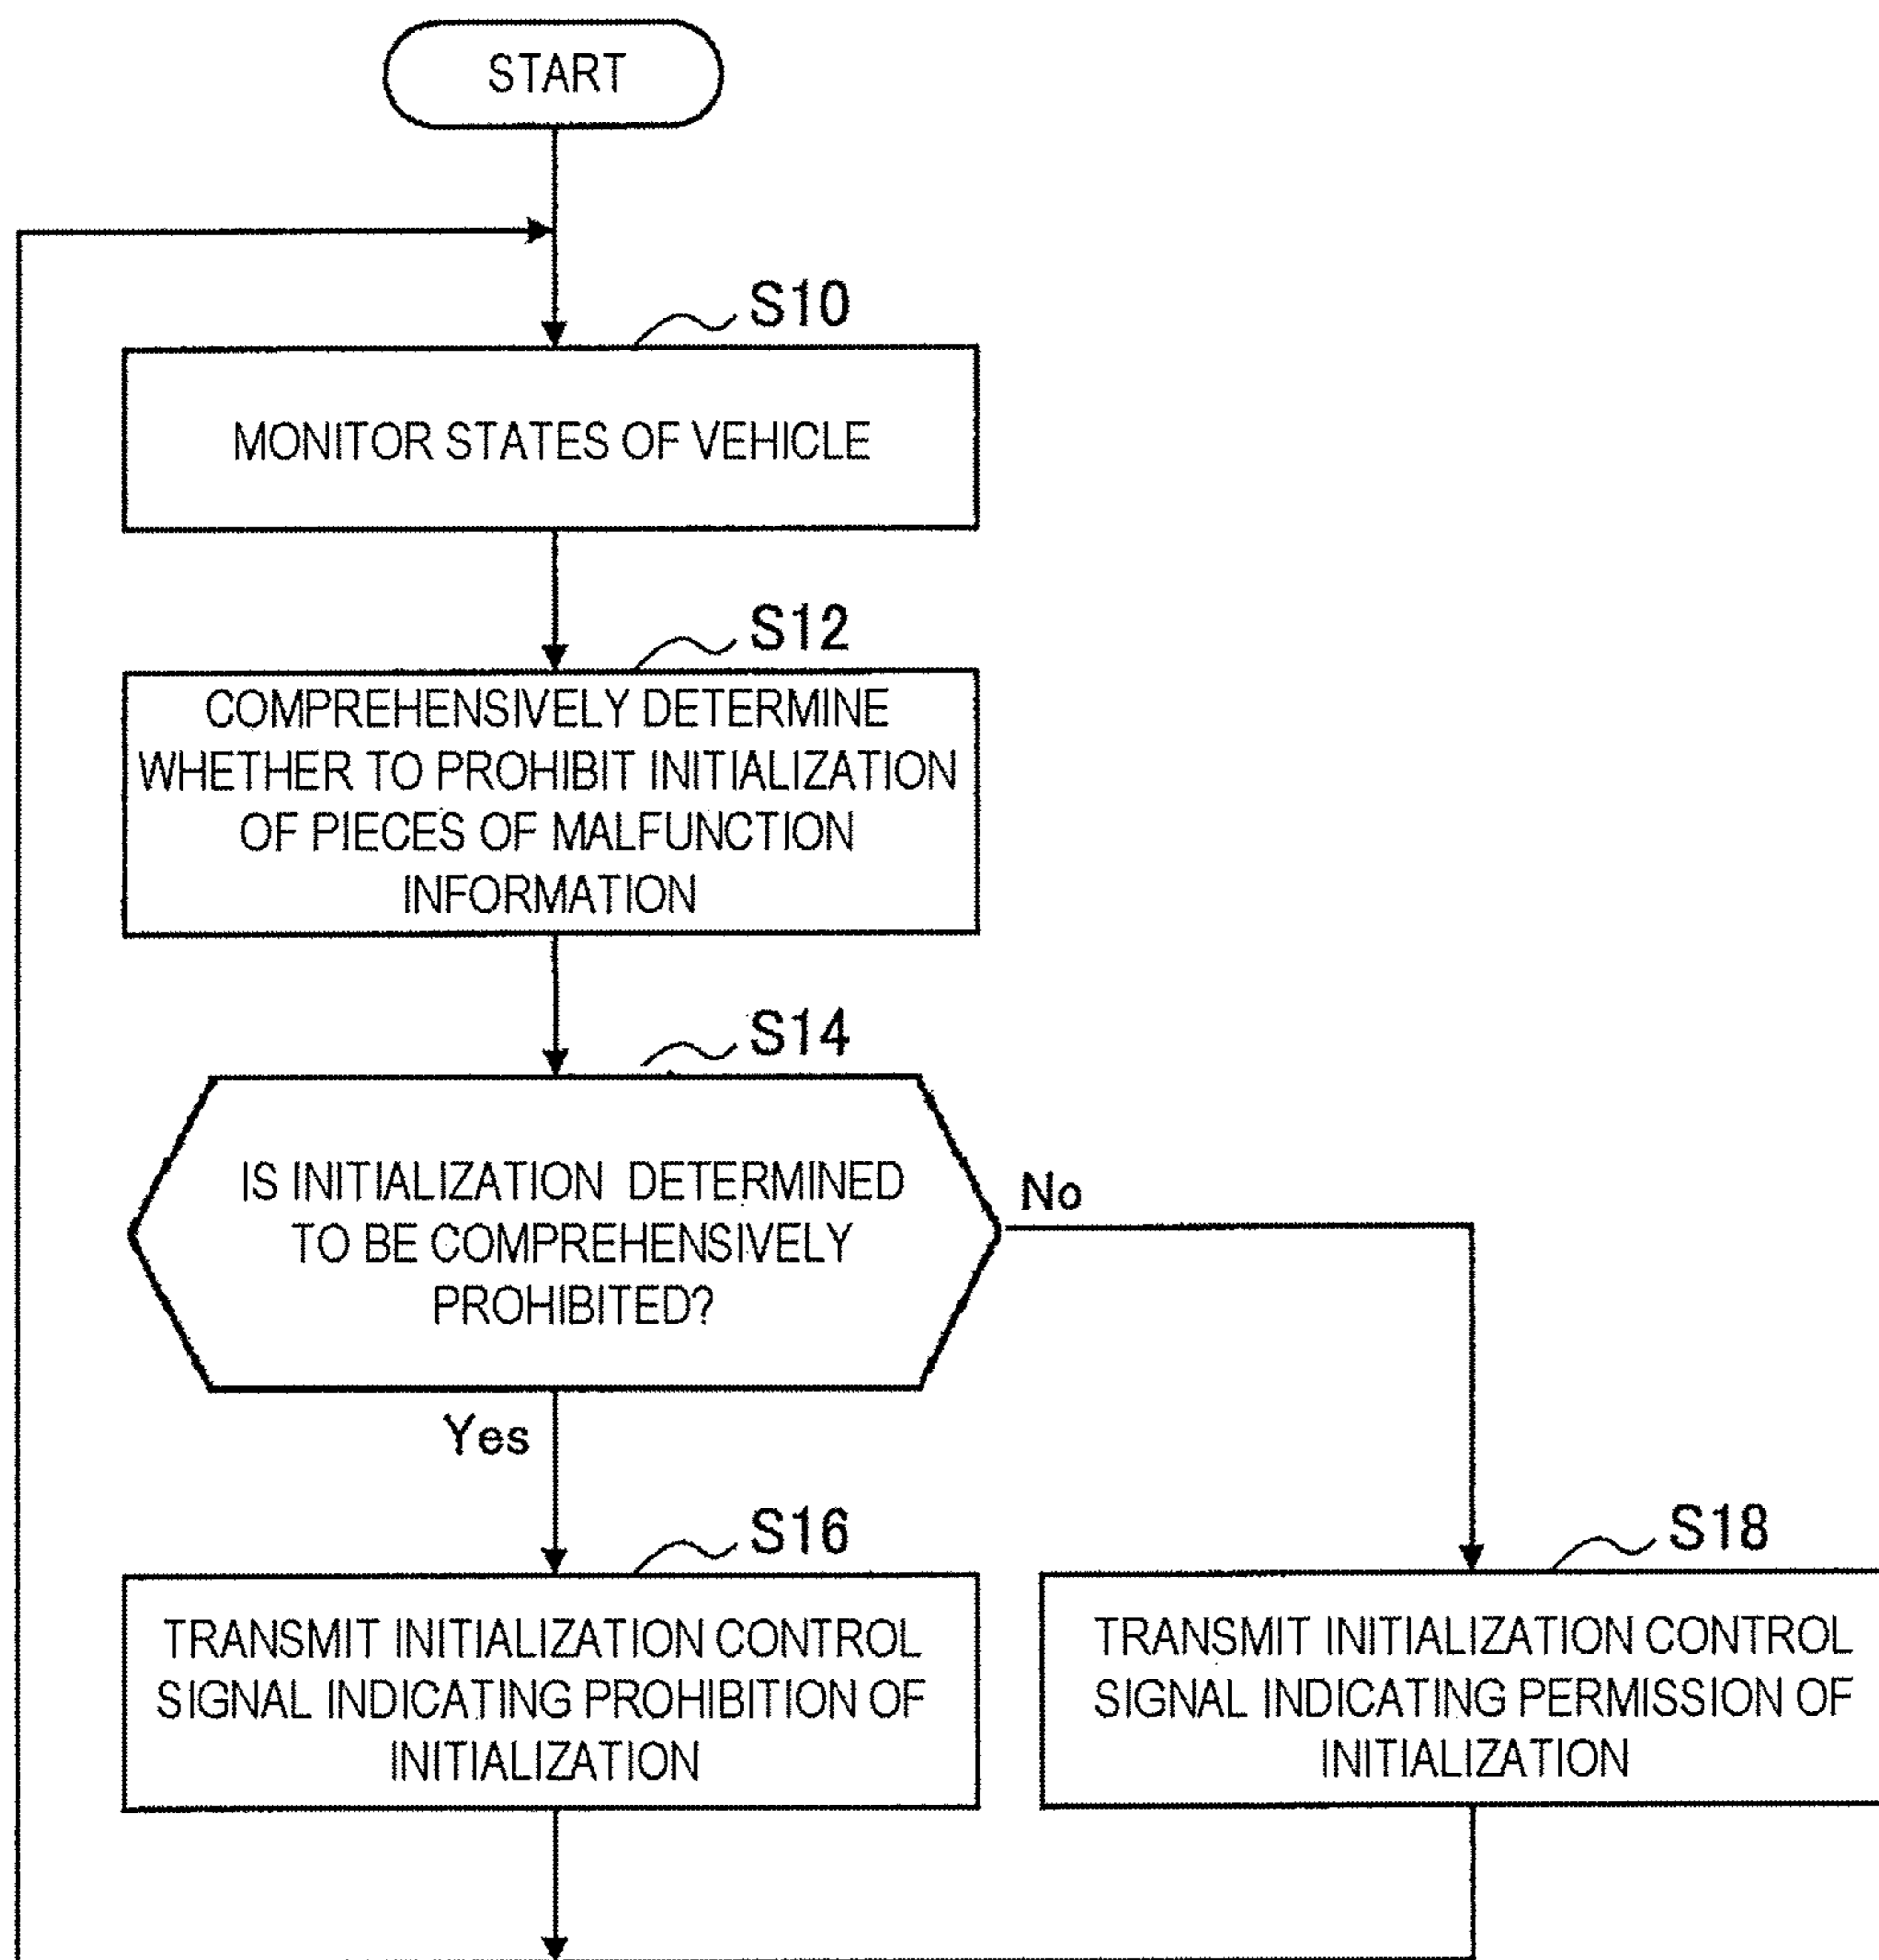 START
S10
MONITOR STATES OF VEHICLE
S12
COMPREHENSIVELY DETERMINE
WHETHER TO PROHIBIT INITIALIZATION
OF PIECES OF MALFUNCTION
INFORMATION
S14
IS INITIALIZATION DETERMINED
TO BE COMPREHENSIVELY
PROHIBITED?
No
Yes
S16
TRANSMIT INITIALIZATION CONTROL
SIGNAL INDICATING PROHIBITION OF
INITIALIZATION
S18
TRANSMIT INITIALIZATION CONTROL
SIGNAL INDICATING PERMISSION OF
INITIALIZATION